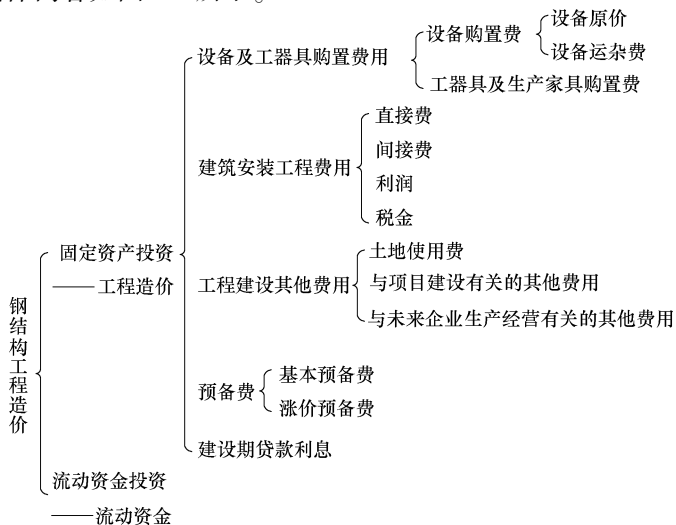 设备及工器具购置费用
设备购置费
设备原价
设备运杂费
工器具及生产家具购置费
建筑安装工程费用
直接费
间接费
利润
税金
固定资产投资
——工程造价
工程建设其他费用
土地使用费
与项目建设有关的其他费用
与未来企业生产经营有关的其他费用
钢结构工程造价
预备费
基本预备费
涨价预备费
建设期贷款利息
流动资金投资
——流动资金